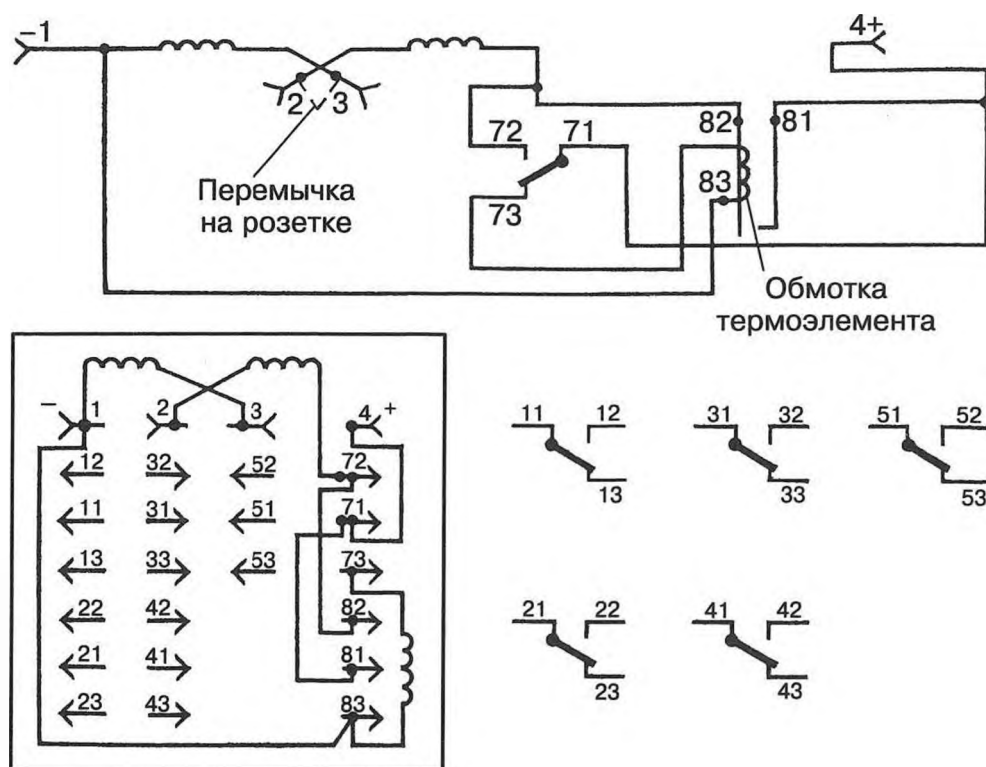 –1
4+
2
3
72
71
82
81
Перемычка
на розетке
73
83
Обмотка
термоэлемента
– 1 2 3 4 +
12 32 52 72
11 31 51 71
13 33 53 73
22 42 82
21 41 81
23 43 83
11 12 31 32 51 52
13 33 53
21 22 41 42
23 43